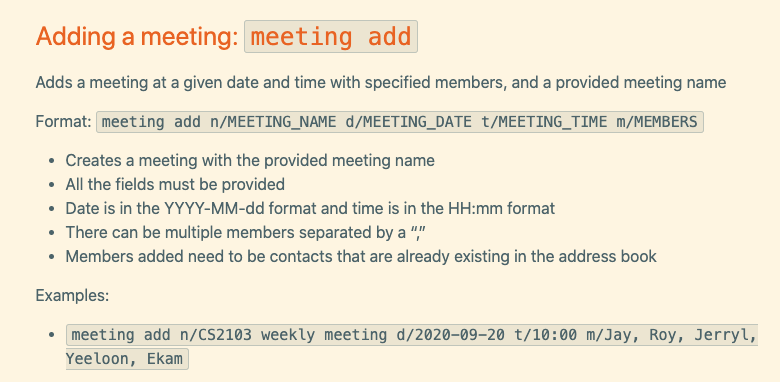 Adding a meeting: meeting add
Adds a meeting at a given date and time with specified members, and a provided meeting name
Format: meeting add n/MEETING_NAME d/MEETING_DATE t/MEETING_TIME m/MEMBERS
• Creates a meeting with the provided meeting name
• All the fields must be provided
• Date is in the YYYY-MM-dd format and time is in the HH:mm format
• There can be multiple members separated by a “,”
• Members added need to be contacts that are already existing in the address book
Examples:
• meeting add n/CS2103 weekly meeting d/2020-09-20 t/10:00 m/Jay, Roy, Jerryl,
Yeeloon, Ekam